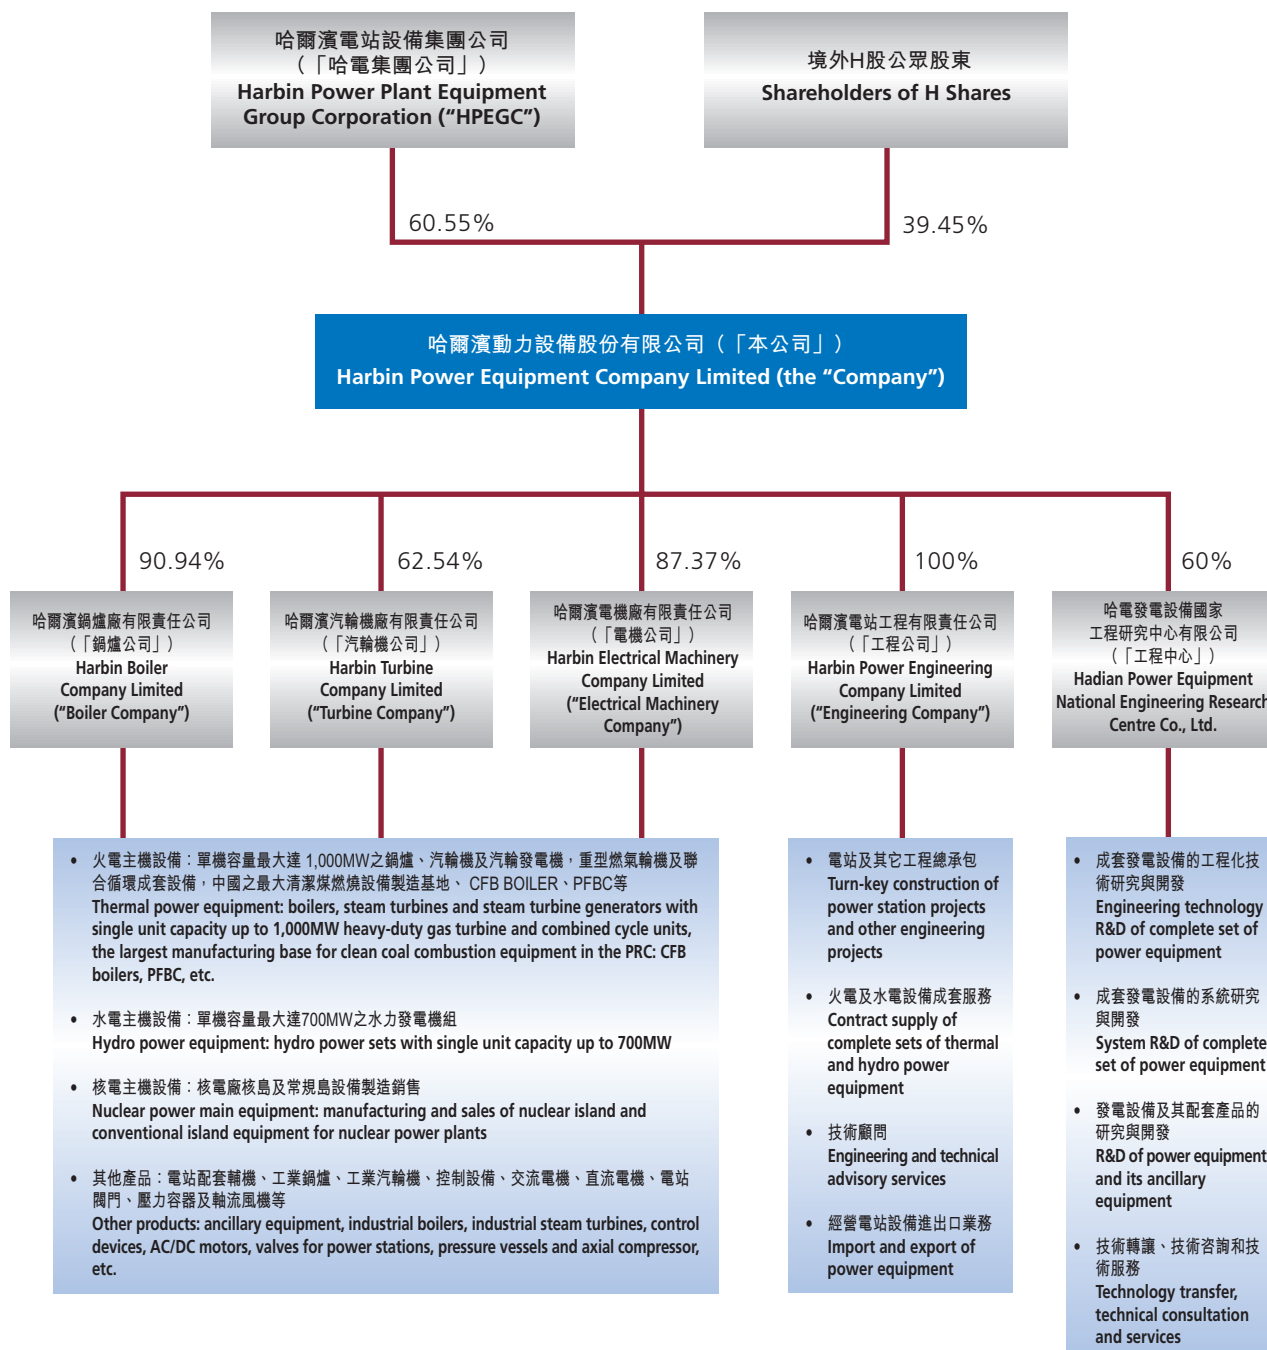 哈爾濱電站設備集團公司
（「哈電集團公司」）
Harbin Power Plant Equipment
Group Corporation (“HPEGC”)
境外H股公眾股東
Shareholders of H Shares
60.55%
39.45%
哈爾濱動力設備股份有限公司（「本公司」）
Harbin Power Equipment Company Limited (the “Company”)
90.94%
62.54%
87.37%
100%
60%
哈爾濱鍋爐廠有限責任公司
（「鍋爐公司」）
Harbin Boiler
Company Limited
(“Boiler Company”)
哈爾濱汽輪機廠有限責任公司
（「汽輪機公司」）
Harbin Turbine
Company Limited
(“Turbine Company”)
哈爾濱電機廠有限責任公司
（「電機公司」）
Harbin Electrical Machinery
Company Limited
(“Electrical Machinery
Company”)
哈爾濱電站工程有限責任公司
（「工程公司」）
Harbin Power Engineering
Company Limited
(“Engineering Company”)
哈電發電設備國家
工程研究中心有限公司
（「工程中心」）
Hadian Power Equipment
National Engineering Research
Centre Co., Ltd.
• 火電主機設備：單機容量最大達 1,000MW之鍋爐、汽輪機及汽輪發電機，重型燃氣輪機及聯
合循環成套設備，中國之最大清潔煤燃燒設備製造基地、 CFB BOILER、PFBC等
Thermal power equipment: boilers, steam turbines and steam turbine generators with
single unit capacity up to 1,000MW heavy-duty gas turbine and combined cycle units,
the largest manufacturing base for clean coal combustion equipment in the PRC: CFB
boilers, PFBC, etc.
• 水電主機設備：單機容量最大達700MW之水力發電機組
Hydro power equipment: hydro power sets with single unit capacity up to 700MW
• 核電主機設備：核電廠核島及常規島設備製造銷售
Nuclear power main equipment: manufacturing and sales of nuclear island and
conventional island equipment for nuclear power plants
• 其他產品：電站配套輔機、工業鍋爐、工業汽輪機、控制設備、交流電機、直流電機、電站
閥門、壓力容器及軸流風機等
Other products: ancillary equipment, industrial boilers, industrial steam turbines, control
devices, AC/DC motors, valves for power stations, pressure vessels and axial compressor,
etc.
• 電站及其它工程總承包
Turn-key construction of
power station projects
and other engineering
projects
• 火電及水電設備成套服務
Contract supply of
complete sets of thermal
and hydro power
equipment
• 技術顧問
Engineering and technical
advisory services
• 經營電站設備進出口業務
Import and export of
power equipment
• 成套發電設備的工程化技
術研究與開發
Engineering technology
R&D of complete set of
power equipment
• 成套發電設備的系統研究
與開發
System R&D of complete
set of power equipment
• 發電設備及其配套產品的
研究與開發
R&D of power equipment
and its ancillary
equipment
• 技術轉讓、技術咨詢和技
術服務
Technology transfer,
technical consultation
and services